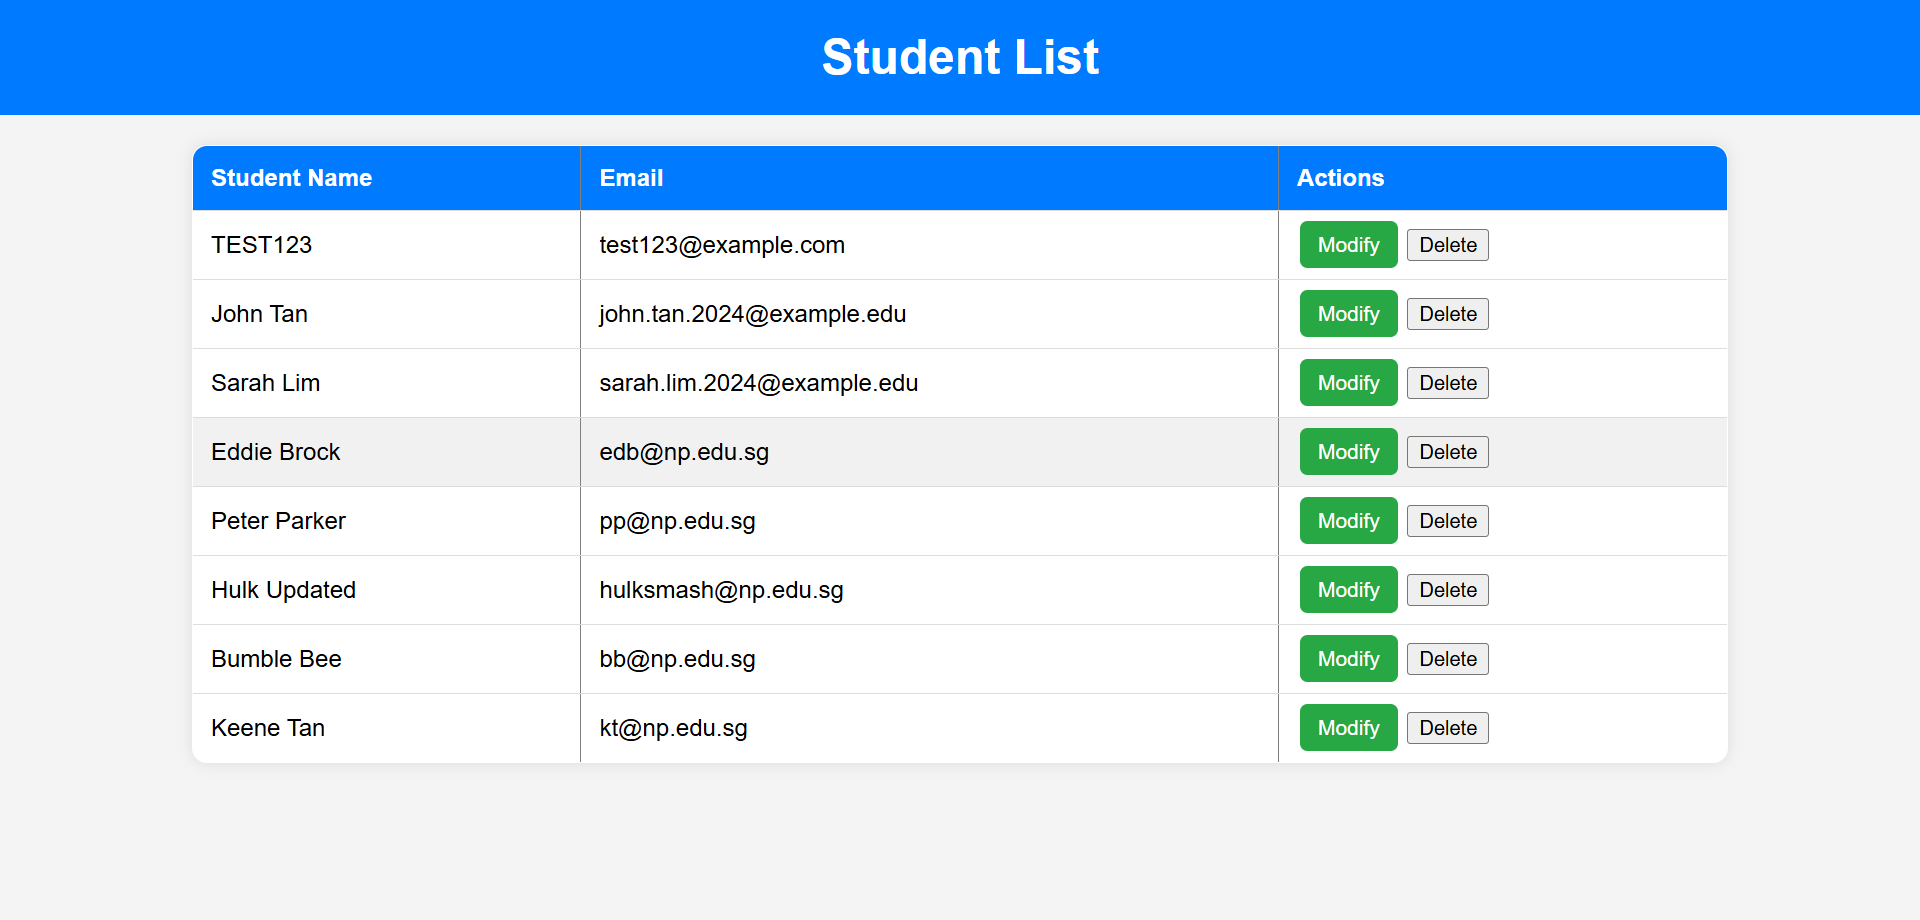 Student List
Student Name Email Actions
TEST123 test123@example.com Modify Delete
John Tan john.tan.2024@example.edu Modify Delete
Sarah Lim sarah.lim.2024@example.edu Modify Delete
Eddie Brock edb@np.edu.sg Modify Delete
Peter Parker pp@np.edu.sg Modify Delete
Hulk Updated hulksmash@np.edu.sg Modify Delete
Bumble Bee bb@np.edu.sg Modify Delete
Keene Tan kt@np.edu.sg Modify Delete